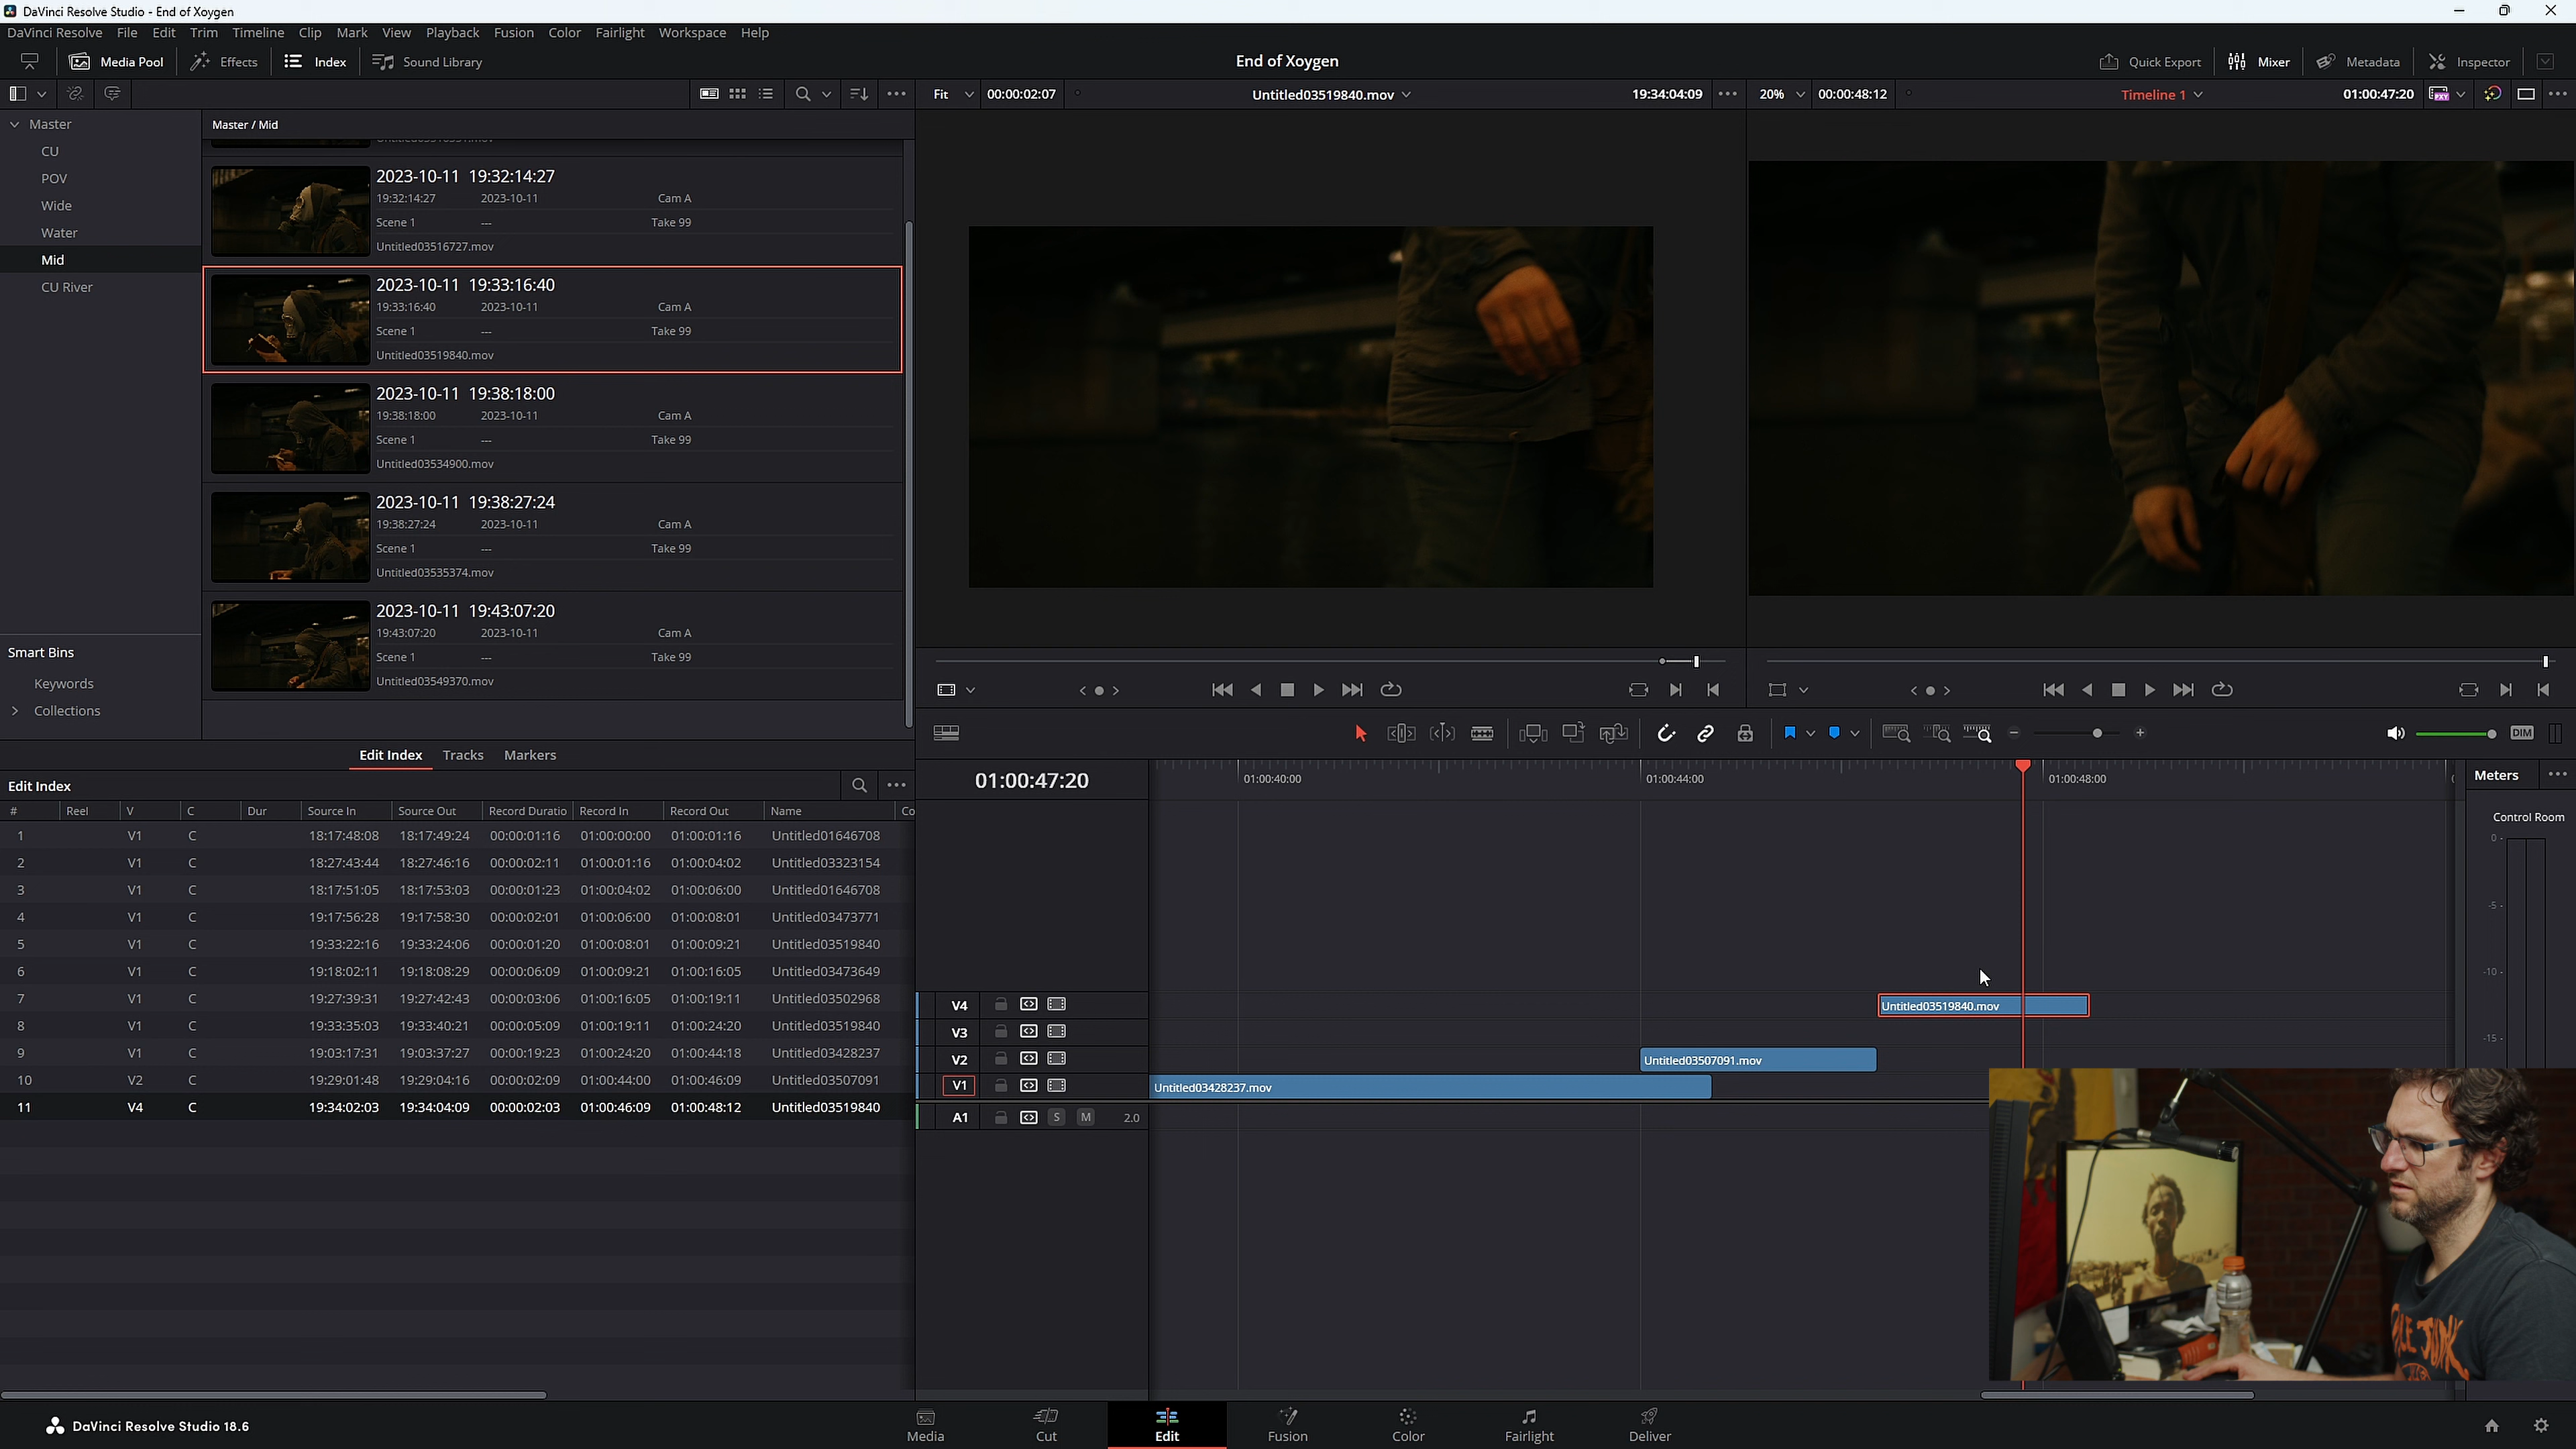 DaVinci Resolve Studio - End of Xoygen
DaVinci Resolve File Edit Trim Timeline Clip Mark View Playback Fusion Color Fairlight Workspace Help
Media Pool Effects Index Sound Library End of Xoygen Quick Export Mixer Metadata Inspector
Fit 00:00:02:07 Untitled03519840.mov 19:34:04:09 20% 00:00:48:12 Timeline 1 01:00:47:20
Master
CU
POV
Wide
Water
Mid
CU River
Smart Bins
Keywords
Collections
Master / Mid
2023-10-11 19:32:14:27
19:32:14:27 2023-10-11 Cam A
Scene 1 --- Take 99
Untitled03516727.mov
2023-10-11 19:33:16:40
19:33:16:40 2023-10-11 Cam A
Scene 1 --- Take 99
Untitled03519840.mov
2023-10-11 19:38:18:00
19:38:18:00 2023-10-11 Cam A
Scene 1 --- Take 99
Untitled03534900.mov
2023-10-11 19:38:27:24
19:38:27:24 2023-10-11 Cam A
Scene 1 --- Take 99
Untitled03535374.mov
2023-10-11 19:43:07:20
19:43:07:20 2023-10-11 Cam A
Scene 1 --- Take 99
Untitled03549370.mov
DIM
Edit Index Tracks Markers
Edit Index
# Reel V C Dur Source In Source Out Record Duratio Record In Record Out Name Co
1 V1 C 18:17:48:08 18:17:49:24 00:00:01:16 01:00:00:00 01:00:01:16 Untitled01646708
2 V1 C 18:27:43:44 18:27:46:16 00:00:02:11 01:00:01:16 01:00:04:02 Untitled03323154
3 V1 C 18:17:51:05 18:17:53:03 00:00:01:23 01:00:04:02 01:00:06:00 Untitled01646708
4 V1 C 19:17:56:28 19:17:58:30 00:00:02:01 01:00:06:00 01:00:08:01 Untitled03473771
5 V1 C 19:33:22:16 19:33:24:06 00:00:01:20 01:00:08:01 01:00:09:21 Untitled03519840
6 V1 C 19:18:02:11 19:18:08:29 00:00:06:09 01:00:09:21 01:00:16:05 Untitled03473649
7 V1 C 19:27:39:31 19:27:42:43 00:00:03:06 01:00:16:05 01:00:19:11 Untitled03502968
8 V1 C 19:33:35:03 19:33:40:21 00:00:05:09 01:00:19:11 01:00:24:20 Untitled03519840
9 V1 C 19:03:17:31 19:03:37:27 00:00:19:23 01:00:24:20 01:00:44:18 Untitled03428237
10 V2 C 19:29:01:48 19:29:04:16 00:00:02:09 01:00:44:00 01:00:46:09 Untitled03507091
11 V4 C 19:34:02:03 19:34:04:09 00:00:02:03 01:00:46:09 01:00:48:12 Untitled03519840
01:00:47:20 01:00:40:00 01:00:44:00 01:00:48:00
V4 Untitled03519840.mov
V3
V2 Untitled03507091.mov
V1 Untitled03428237.mov
A1 S M 2.0
Meters
Control Room
0
-5
-10
-15
DaVinci Resolve Studio 18.6
Media Cut Edit Fusion Color Fairlight Deliver